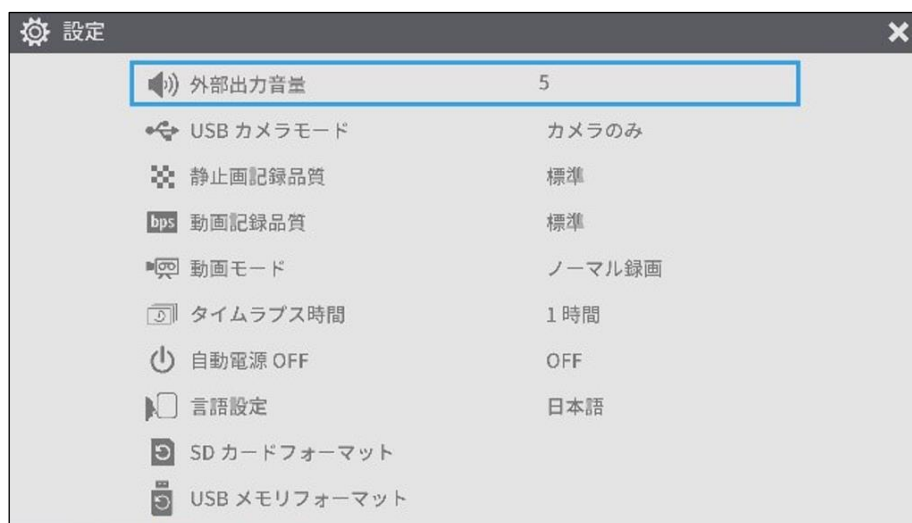 設定
外部出力音量 5
USB カメラモード カメラのみ
静止画記録品質 標準
bps 動画記録品質 標準
動画モード ノーマル録画
タイムラプス時間 1 時間
自動電源 OFF OFF
言語設定 日本語
SD カードフォーマット
USB メモリフォーマット